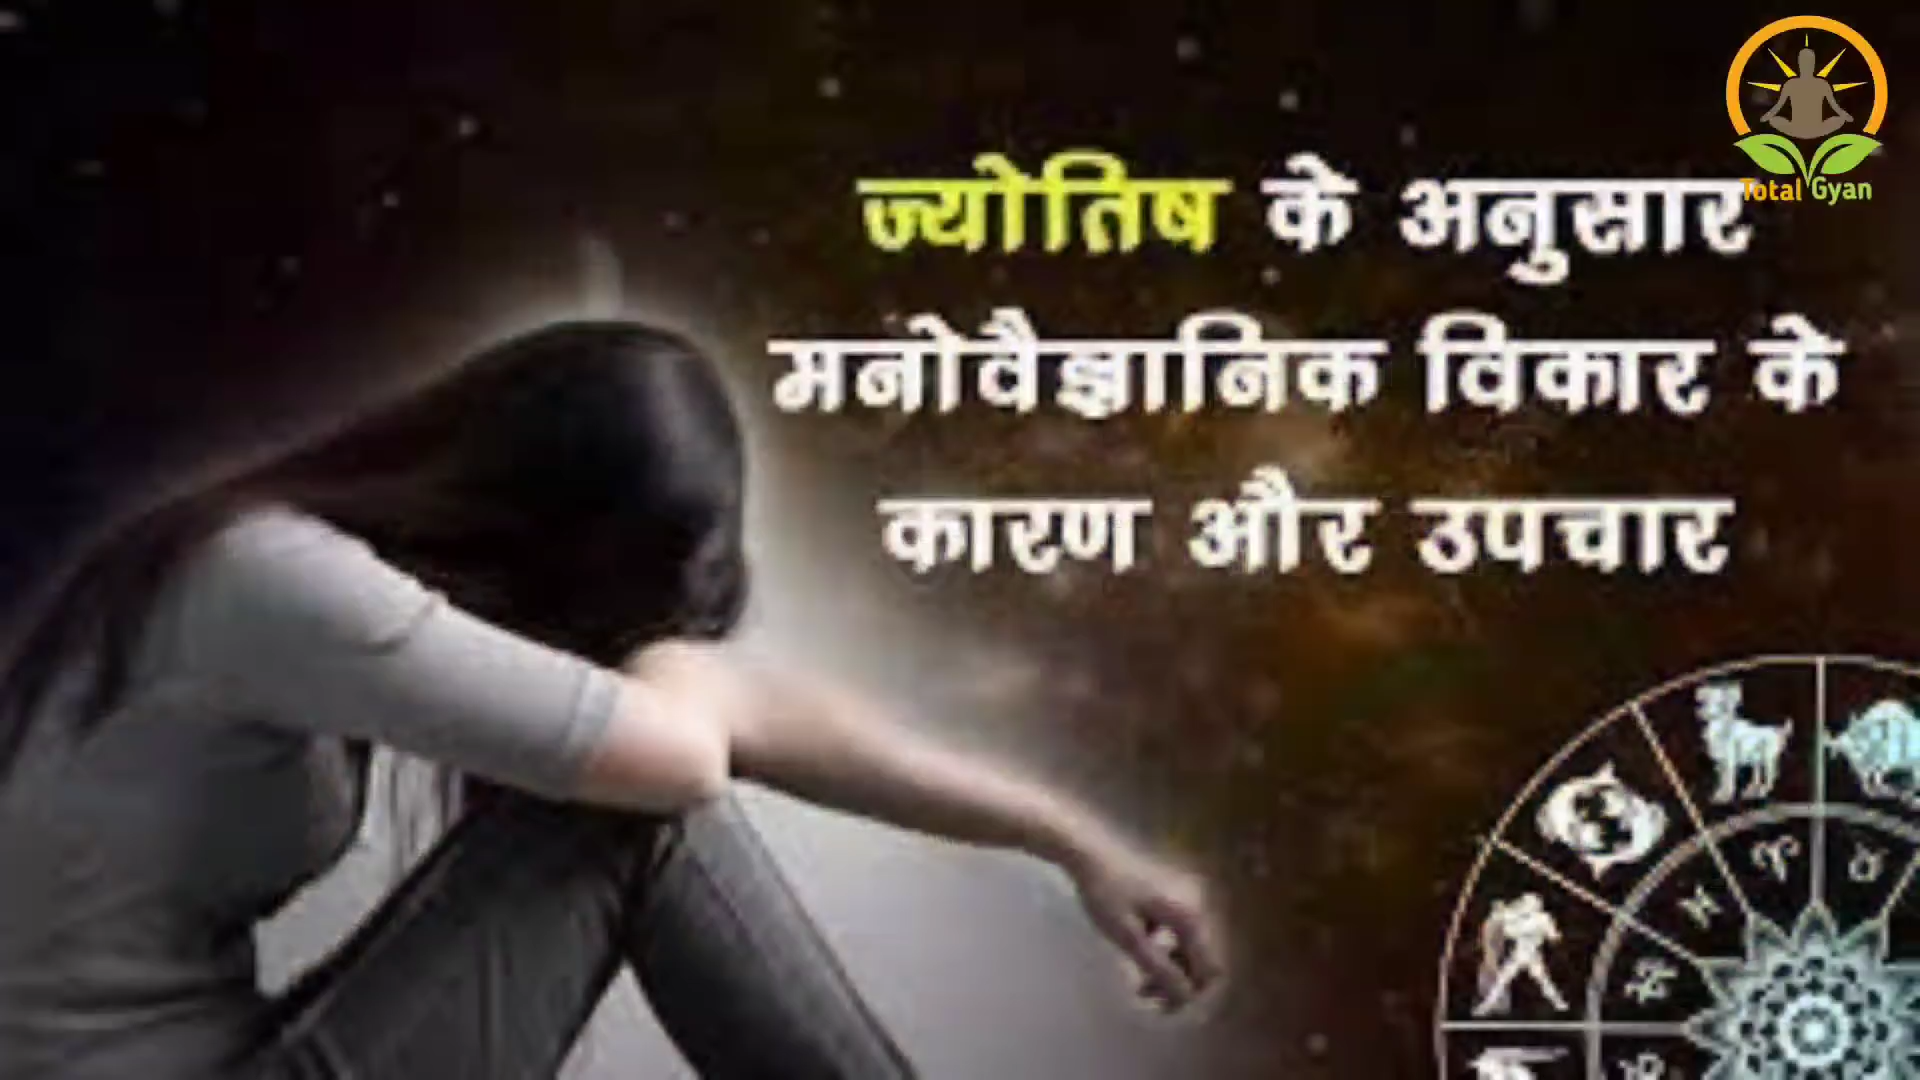 Total Gyan
ज्योतिष के अनुसार
मनोवैज्ञानिक विकार के
कारण और उपचार